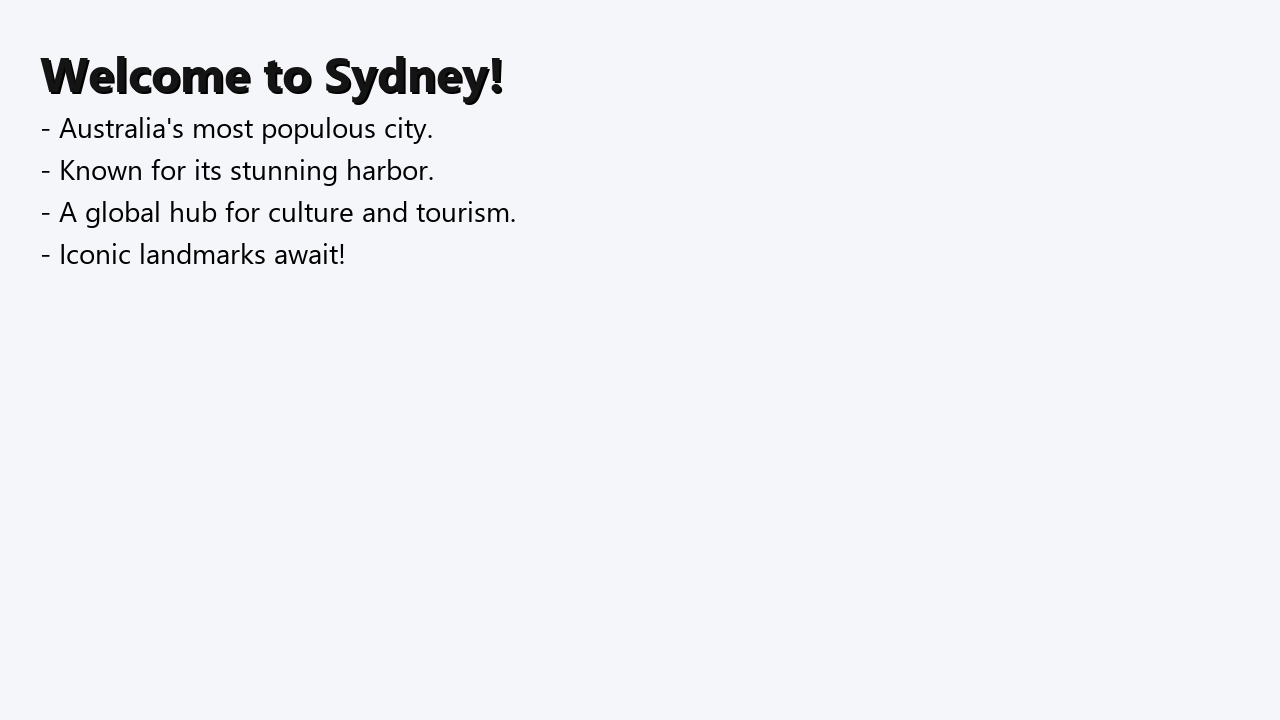 Welcome to Sydney!
- Australia's most populous city.
- Known for its stunning harbor.
- A global hub for culture and tourism.
- Iconic landmarks await!